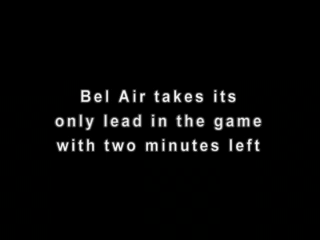 Bel Air takes its
only lead in the game
with two minutes left